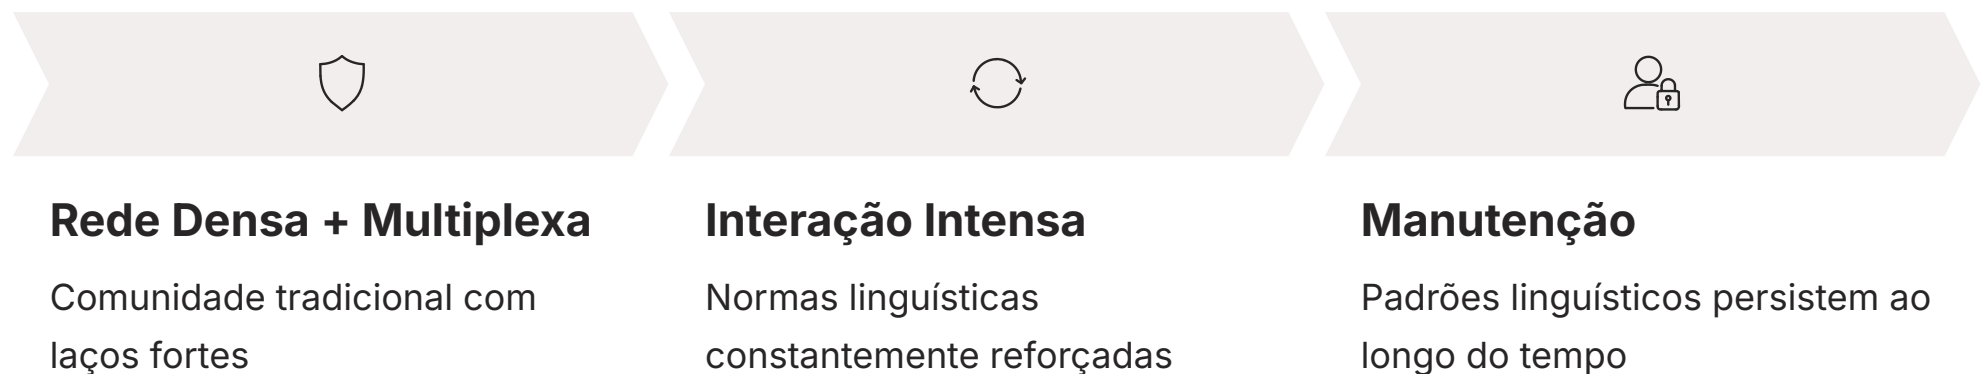 Rede Densa + Multiplexa
Comunidade tradicional com
laços fortes
Interação Intensa
Normas linguísticas
constantemente reforçadas
Manutenção
Padrões linguísticos persistem ao
longo do tempo